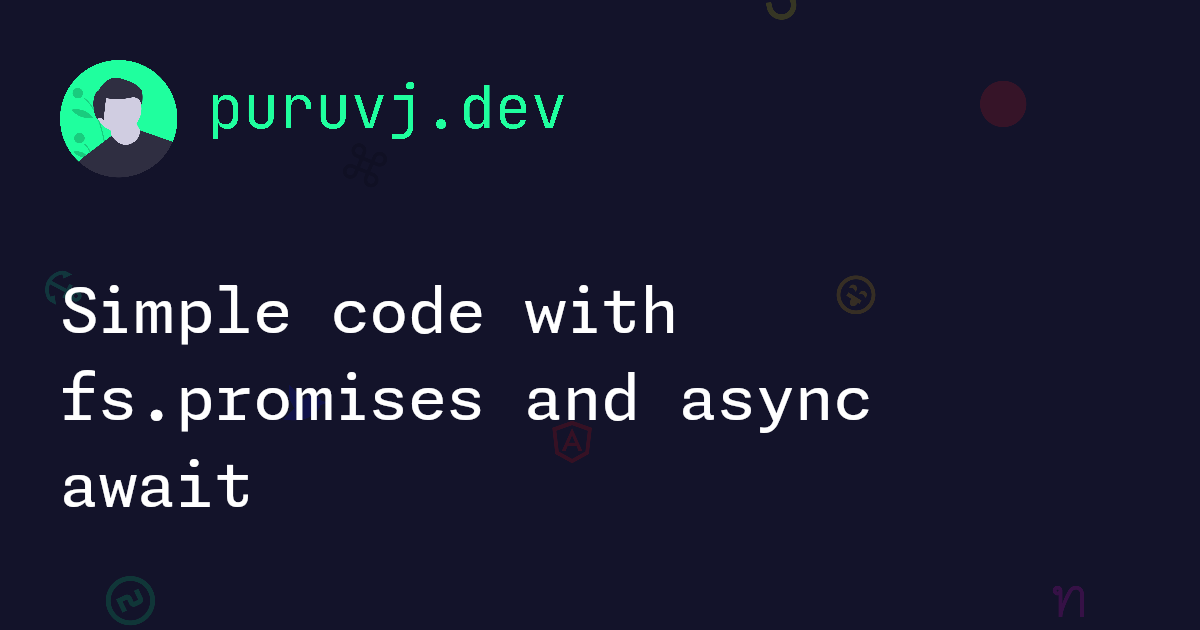 puruvj.dev
Simple code with
fs.promises and async
await